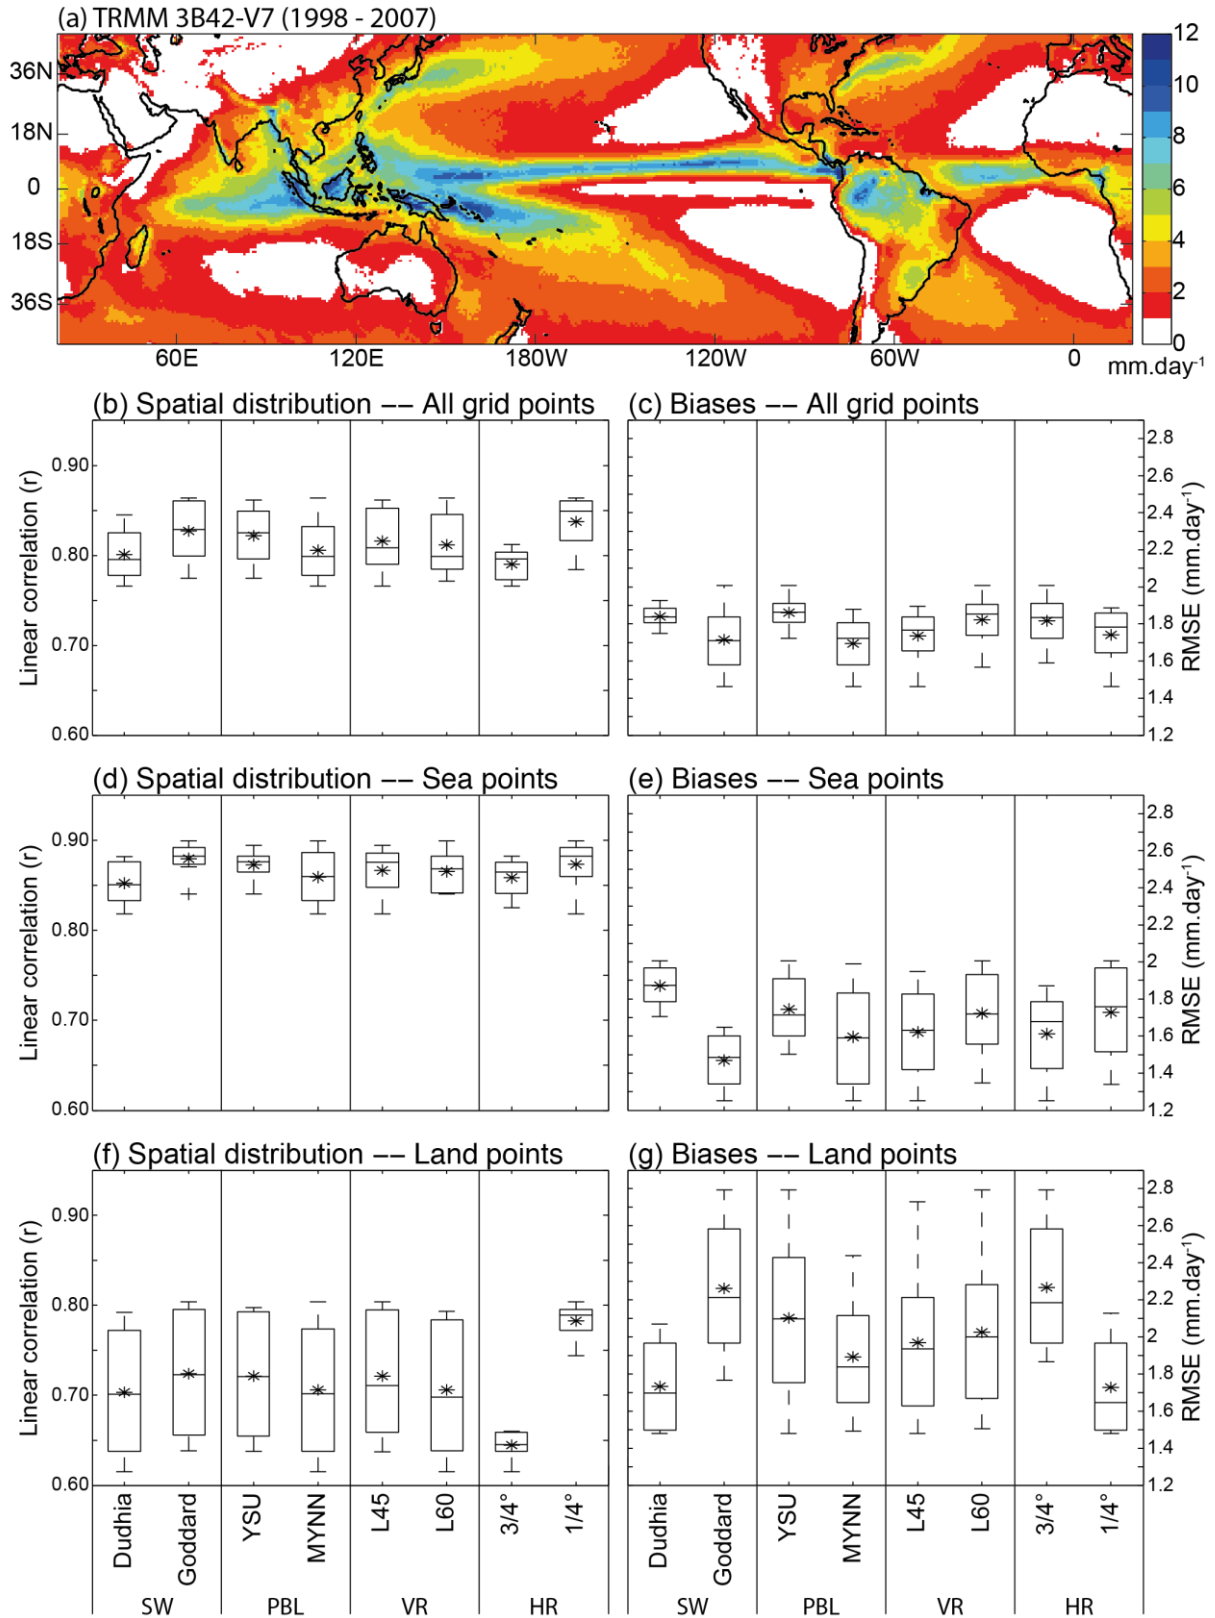 (a) TRMM 3B42-V7 (1998 - 2007)
36N
18N
0
18S
36S
60E
120E
180W
120W
60W
0
12
10
8
6
4
2
0
mm.day-1
(b) Spatial distribution –– All grid points
Linear correlation (r)
0.90
0.80
0.70
0.60
(c) Biases –– All grid points
2.8
2.6
2.4
2.2
2
1.8
1.6
1.4
1.2
RMSE (mm.day-1)
(d) Spatial distribution –– Sea points
Linear correlation (r)
0.90
0.80
0.70
0.60
(e) Biases –– Sea points
2.8
2.6
2.4
2.2
2
1.8
1.6
1.4
1.2
RMSE (mm.day-1)
(f) Spatial distribution –– Land points
Linear correlation (r)
0.90
0.80
0.70
0.60
(g) Biases –– Land points
2.8
2.6
2.4
2.2
2
1.8
1.6
1.4
1.2
RMSE (mm.day-1)
Dudhia
Goddard
YSU
MYNN
L45
L60
3/4°
1/4°
SW
PBL
VR
HR
Dudhia
Goddard
YSU
MYNN
L45
L60
3/4°
1/4°
SW
PBL
VR
HR